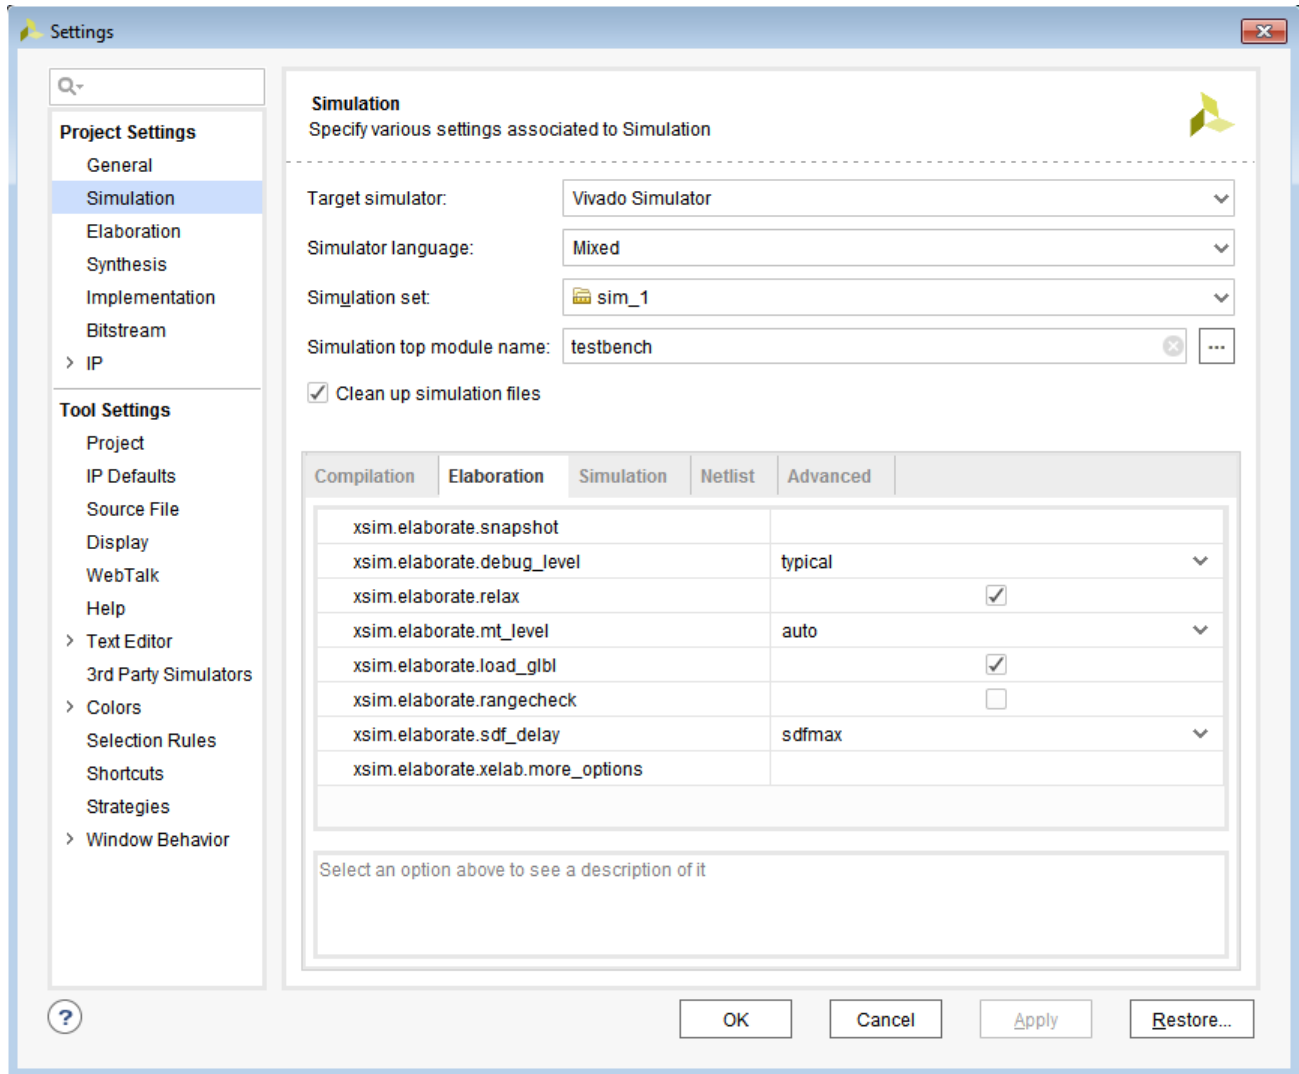 Settings
Project Settings
General
Simulation
Elaboration
Synthesis
Implementation
Bitstream
IP
Tool Settings
Project
IP Defaults
Source File
Display
WebTalk
Help
Text Editor
3rd Party Simulators
Colors
Selection Rules
Shortcuts
Strategies
Window Behavior
Simulation
Specify various settings associated to Simulation
Target simulator: Vivado Simulator
Simulator language: Mixed
Simulation set: sim_1
Simulation top module name: testbench ...
Clean up simulation files
Compilation Elaboration Simulation Netlist Advanced
xsim.elaborate.snapshot
xsim.elaborate.debug_level typical
xsim.elaborate.relax
xsim.elaborate.mt_level auto
xsim.elaborate.load_glbl
xsim.elaborate.rangecheck
xsim.elaborate.sdf_delay sdfmax
xsim.elaborate.xelab.more_options
Select an option above to see a description of it
? OK Cancel Apply Restore...